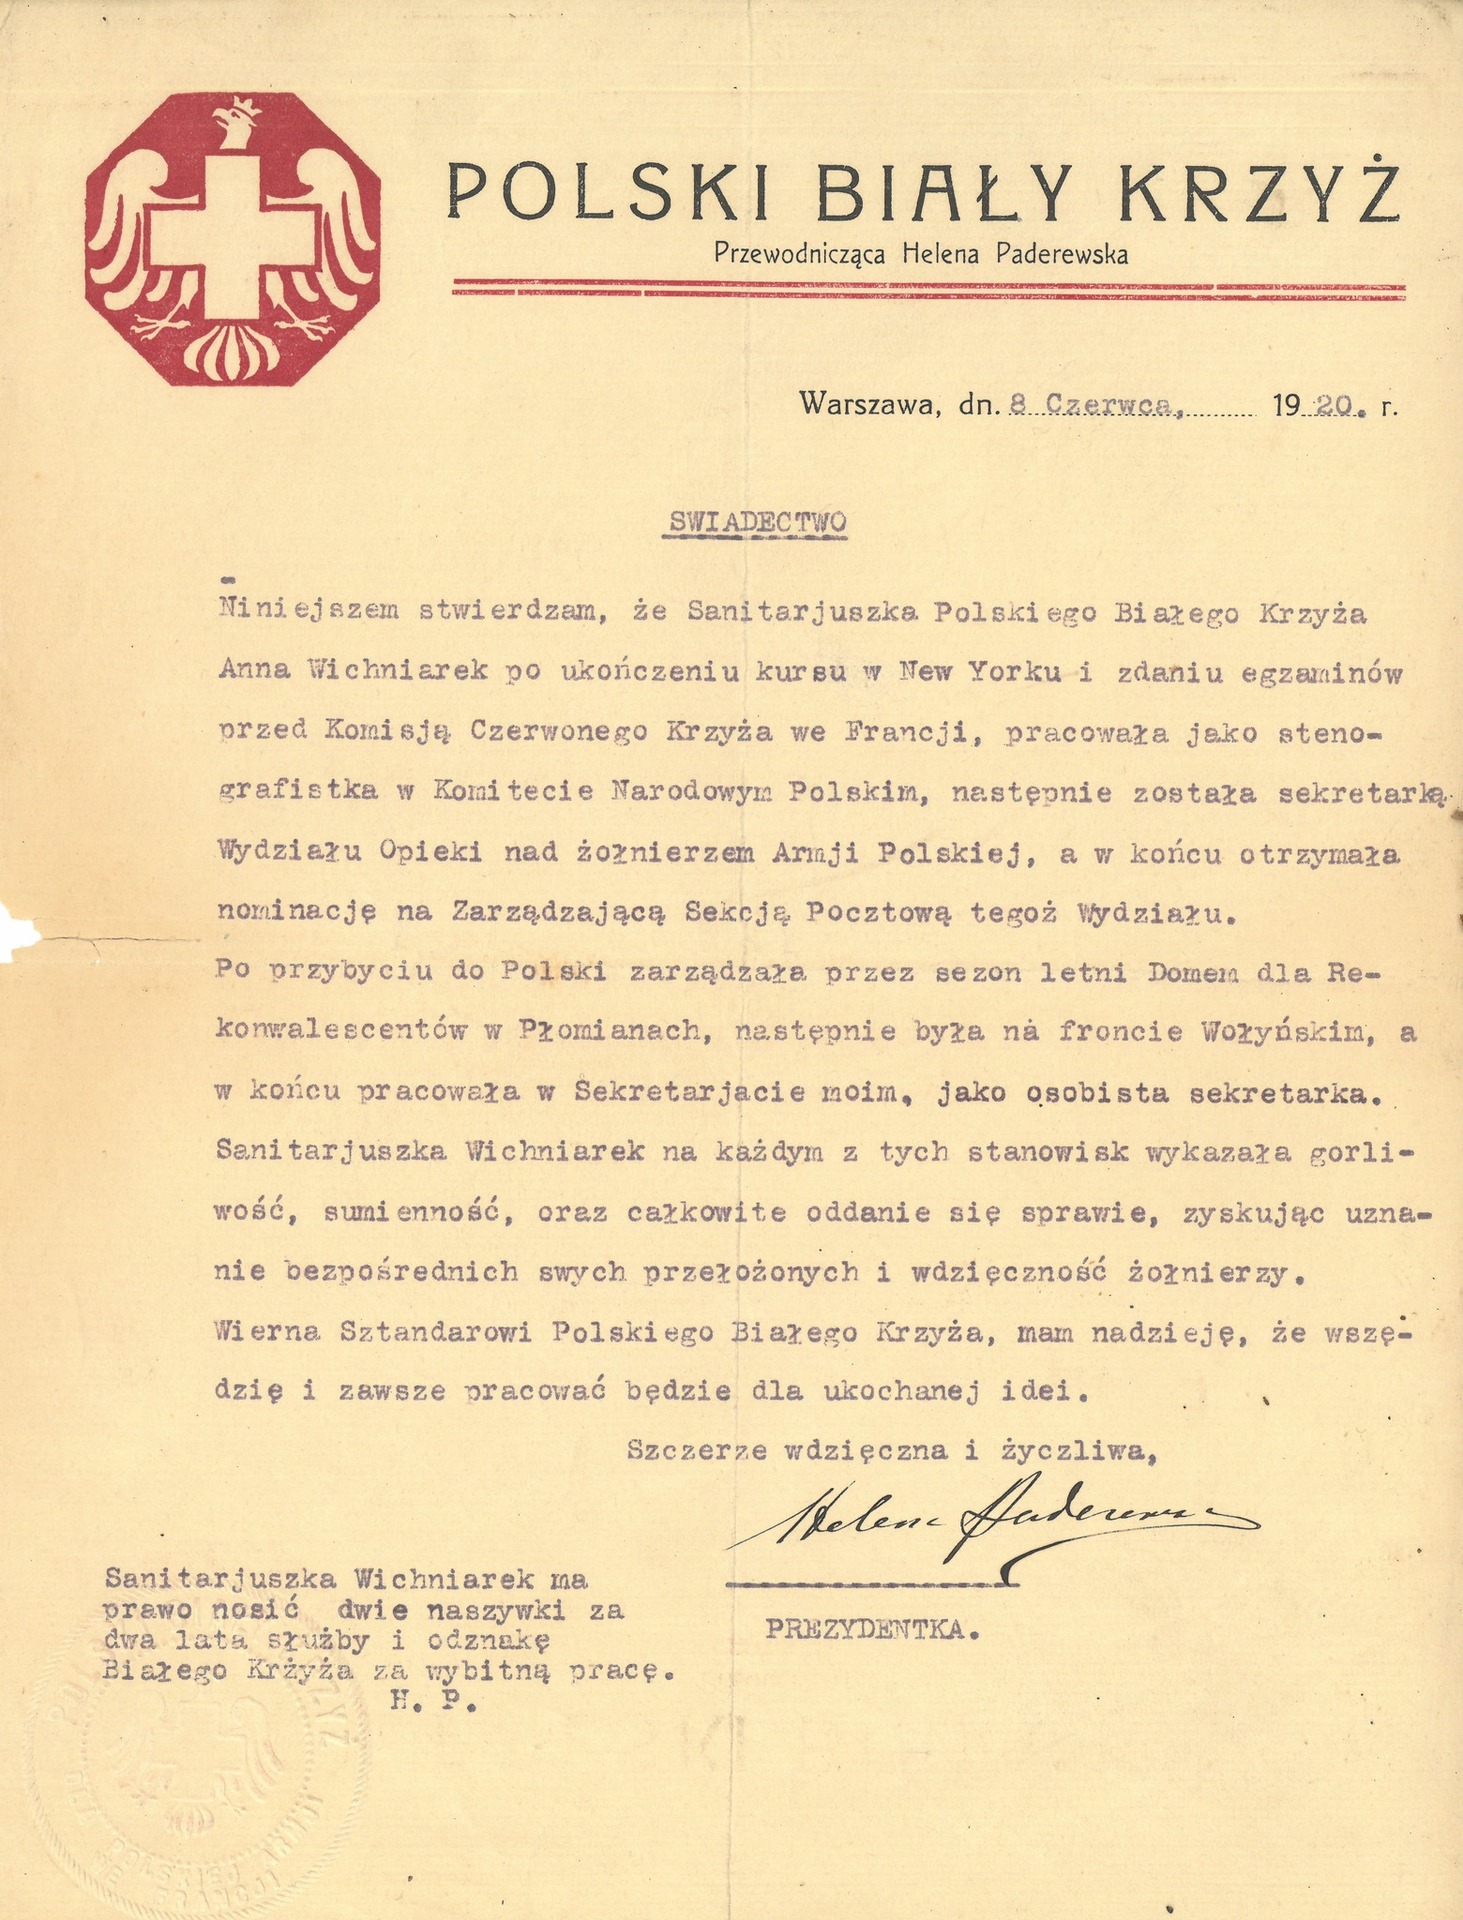 POLSKI BIAŁY KRZYŻ
Przewodnicząca Helena Paderewska
Warszawa, dn. 8 Czerwca, 1920. r.
SWIADECTWO
Niniejszem stwierdzam, że Sanitarjuszka Polskiego Białego Krzyża
Anna Wichniarek po ukończeniu kursu w New Yorku i zdaniu egzaminów
przed Komisją Czerwonego Krzyża we Francji, pracowała jako steno-
grafistka w Komitecie Narodowym Polskim, następnie została sekretarką
Wydziału Opieki nad żołnierzem Armji Polskiej, a w końcu otrzymała
nominację na Zarządzającą Sekcją Pocztową tegoż Wydziału.
Po przybyciu do Polski zarządzała przez sezon letni Domem dla Re-
konwalescentów w Płomianach, następnie była na froncie Wołyńskim, a
w końcu pracowała w Sekretarjacie moim, jako osobista sekretarka.
Sanitarjuszka Wichniarek na każdym z tych stanowisk wykazała gorli-
wość, sumienność, oraz całkowite oddanie się sprawie, zyskując uzna-
nie bezpośrednich swych przełożonych i wdzięczność żołnierzy.
Wierna Sztandarowi Polskiego Białego Krzyża, mam nadzieję, że wszę-
dzię i zawsze pracować będzie dla ukochanej idei.
Szczerze wdzięczna i życzliwa,
Helena Paderewska
PREZYDENTKA.
Sanitarjuszka Wichniarek ma
prawo nosić dwie naszywki za
dwa lata służby i odznakę
Białego Krżyża za wybitną pracę.
H. P.
POLSKIEJ